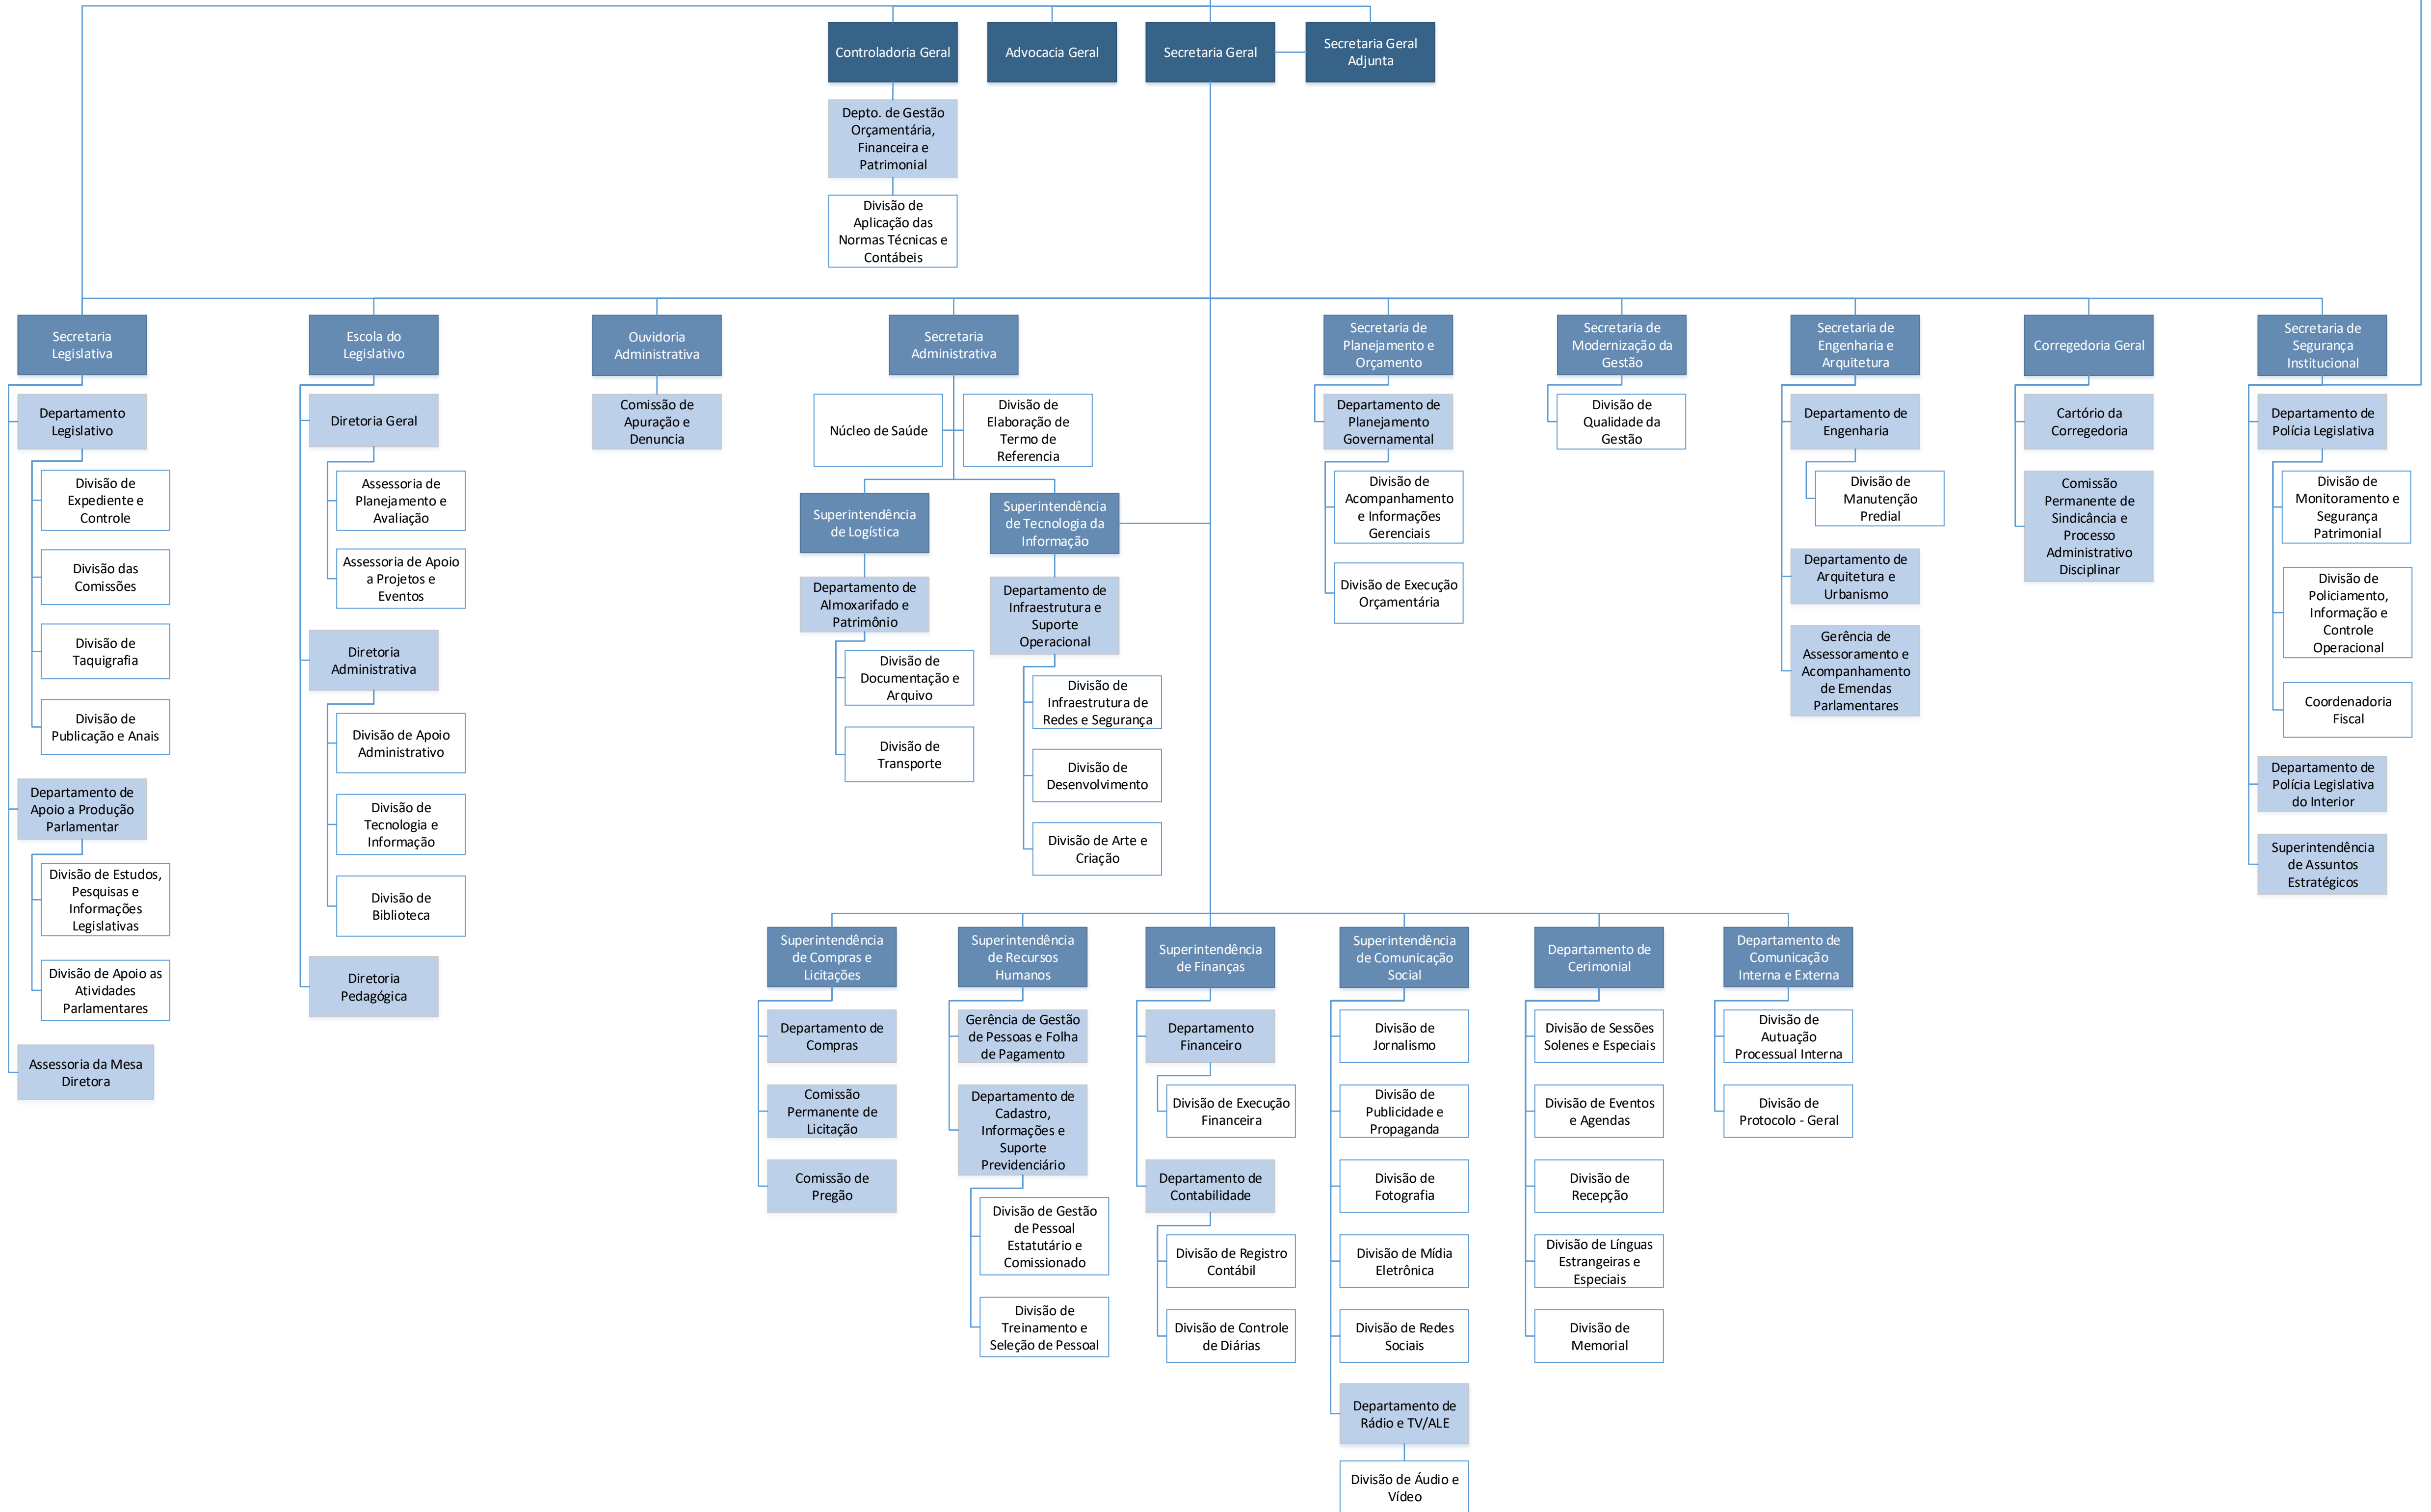 Controladoria Geral
Advocacia Geral
Secretaria Geral
Secretaria Geral
Adjunta
Depto. de Gestão
Orçamentária,
Financeira e
Patrimonial
Divisão de
Aplicação das
Normas Técnicas e
Contábeis
Secretaria
Legislativa
Departamento
Legislativo
Divisão de
Expediente e
Controle
Divisão das
Comissões
Divisão de
Taquigrafia
Divisão de
Publicação e Anais
Departamento de
Apoio a Produção
Parlamentar
Divisão de Estudos,
Pesquisas e
Informações
Legislativas
Divisão de Apoio as
Atividades
Parlamentares
Assessoria da Mesa
Diretora
Escola do
Legislativo
Diretoria Geral
Assessoria de
Planejamento e
Avaliação
Assessoria de Apoio
a Projetos e
Eventos
Diretoria
Administrativa
Divisão de Apoio
Administrativo
Divisão de
Tecnologia e
Informação
Divisão de
Biblioteca
Diretoria
Pedagógica
Ouvidoria
Administrativa
Comissão de
Apuração e
Denuncia
Secretaria
Administrativa
Núcleo de Saúde
Divisão de
Elaboração de
Termo de
Referencia
Superintendência
de Logística
Departamento de
Almoxarifado e
Patrimônio
Divisão de
Documentação e
Arquivo
Divisão de
Transporte
Superintendência
de Tecnologia da
Informação
Departamento de
Infraestrutura e
Suporte
Operacional
Divisão de
Infraestrutura de
Redes e Segurança
Divisão de
Desenvolvimento
Divisão de Arte e
Criação
Secretaria de
Planejamento e
Orçamento
Departamento de
Planejamento
Governamental
Divisão de
Acompanhamento
e Informações
Gerenciais
Divisão de Execução
Orçamentária
Secretaria de
Modernização da
Gestão
Divisão de
Qualidade da
Gestão
Secretaria de
Engenharia e
Arquitetura
Departamento de
Engenharia
Divisão de
Manutenção
Predial
Departamento de
Arquitetura e
Urbanismo
Gerência de
Assessoramento e
Acompanhamento
de Emendas
Parlamentares
Corregedoria Geral
Cartório da
Corregedoria
Comissão
Permanente de
Sindicância e
Processo
Administrativo
Disciplinar
Secretaria de
Segurança
Institucional
Departamento de
Polícia Legislativa
Divisão de
Monitoramento e
Segurança
Patrimonial
Divisão de
Policiamento,
Informação e
Controle
Operacional
Coordenadoria
Fiscal
Departamento de
Polícia Legislativa
do Interior
Superintendência
de Assuntos
Estratégicos
Superintendência
de Compras e
Licitações
Departamento de
Compras
Comissão
Permanente de
Licitação
Comissão de
Pregão
Superintendência
de Recursos
Humanos
Gerência de Gestão
de Pessoas e Folha
de Pagamento
Departamento de
Cadastro,
Informações e
Suporte
Previdenciário
Divisão de Gestão
de Pessoal
Estatutário e
Comissionado
Divisão de
Treinamento e
Seleção de Pessoal
Superintendência
de Finanças
Departamento
Financeiro
Divisão de Execução
Financeira
Departamento de
Contabilidade
Divisão de Registro
Contábil
Divisão de Controle
de Diárias
Superintendência
de Comunicação
Social
Divisão de
Jornalismo
Divisão de
Publicidade e
Propaganda
Divisão de
Fotografia
Divisão de Mídia
Eletrônica
Divisão de Redes
Sociais
Departamento de
Rádio e TV/ALE
Divisão de Áudio e
Vídeo
Departamento de
Cerimonial
Divisão de Sessões
Solenes e Especiais
Divisão de Eventos
e Agendas
Divisão de
Recepção
Divisão de Línguas
Estrangeiras e
Especiais
Divisão de
Memorial
Departamento de
Comunicação
Interna e Externa
Divisão de
Autuação
Processual Interna
Divisão de
Protocolo - Geral